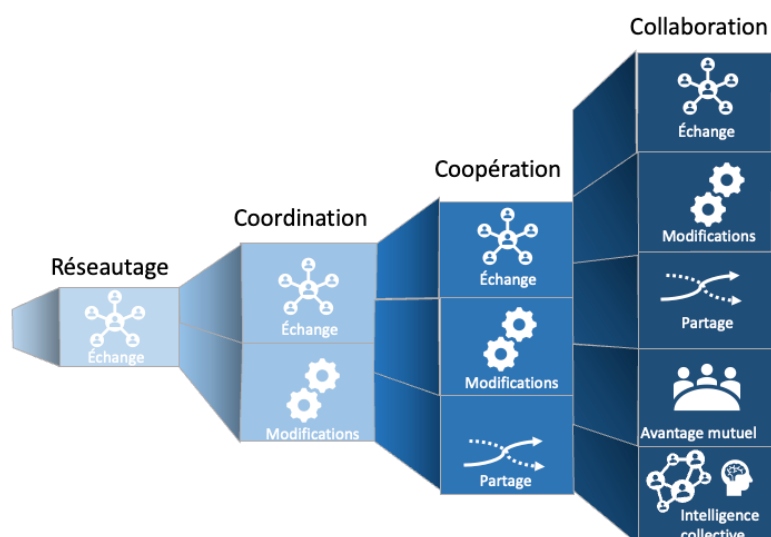 Réseautage
Échange
Coordination
Échange
Modifications
Coopération
Échange
Modifications
Partage
Collaboration
Échange
Modifications
Partage
Avantage mutuel
Intelligence
collective